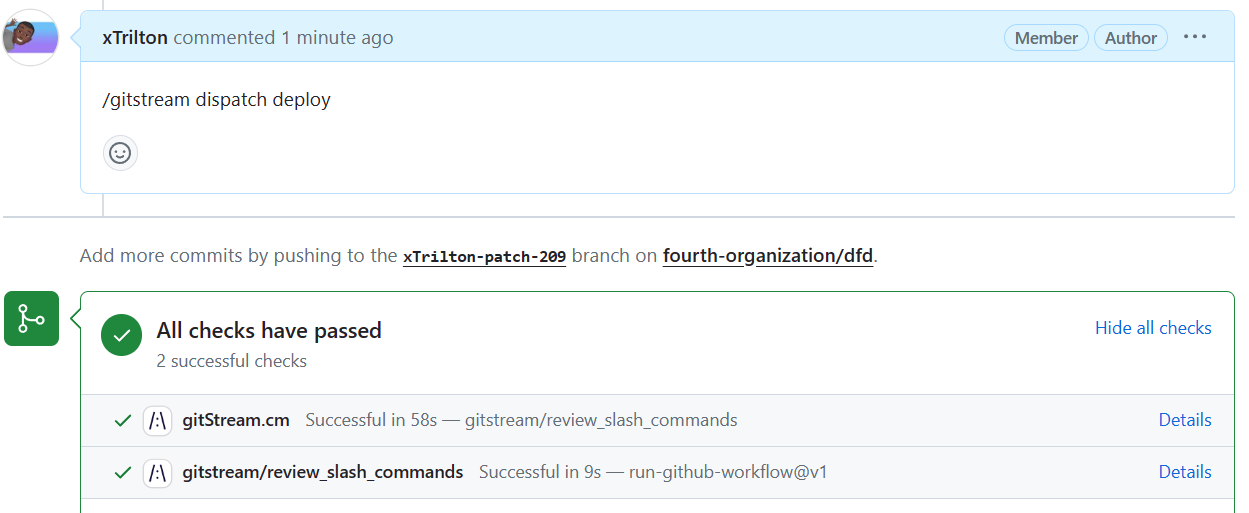 xTrilton commented 1 minute ago Member Author ···
/gitstream dispatch deploy
Add more commits by pushing to the xTrilton-patch-209 branch on fourth-organization/dfd.
All checks have passed Hide all checks
2 successful checks
/:\ gitStream.cm Successful in 58s — gitstream/review_slash_commands Details
/:\ gitstream/review_slash_commands Successful in 9s — run-github-workflow@v1 Details